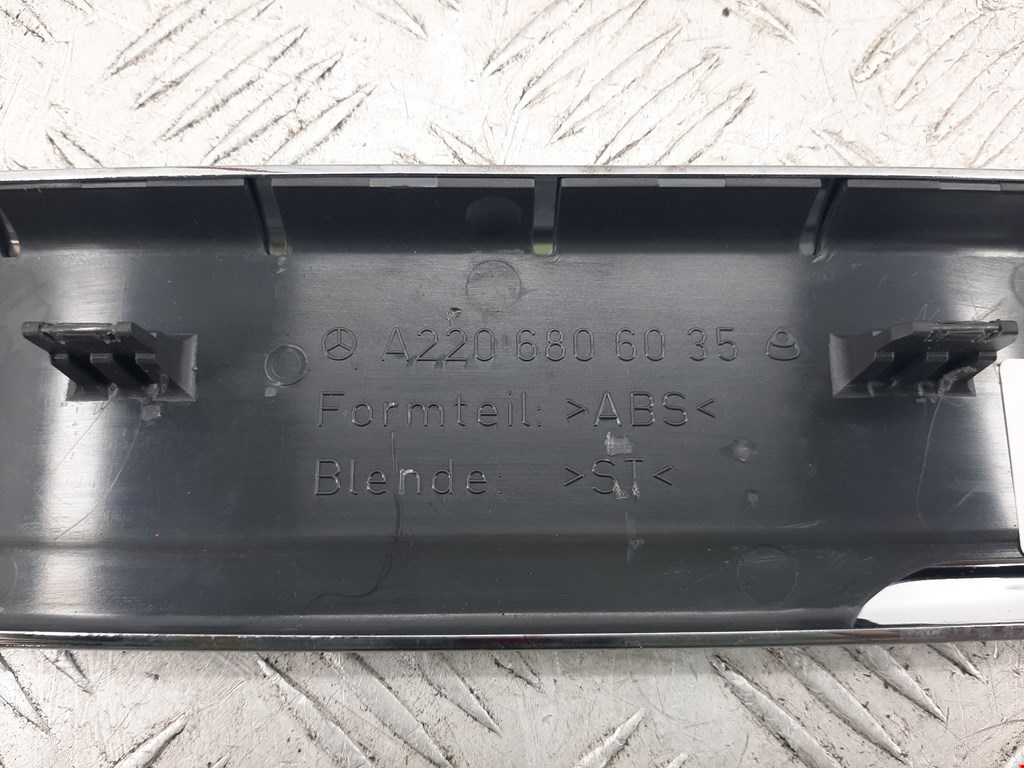 A220 680 60 35
Formteil: >ABS<
Blende: >ST<